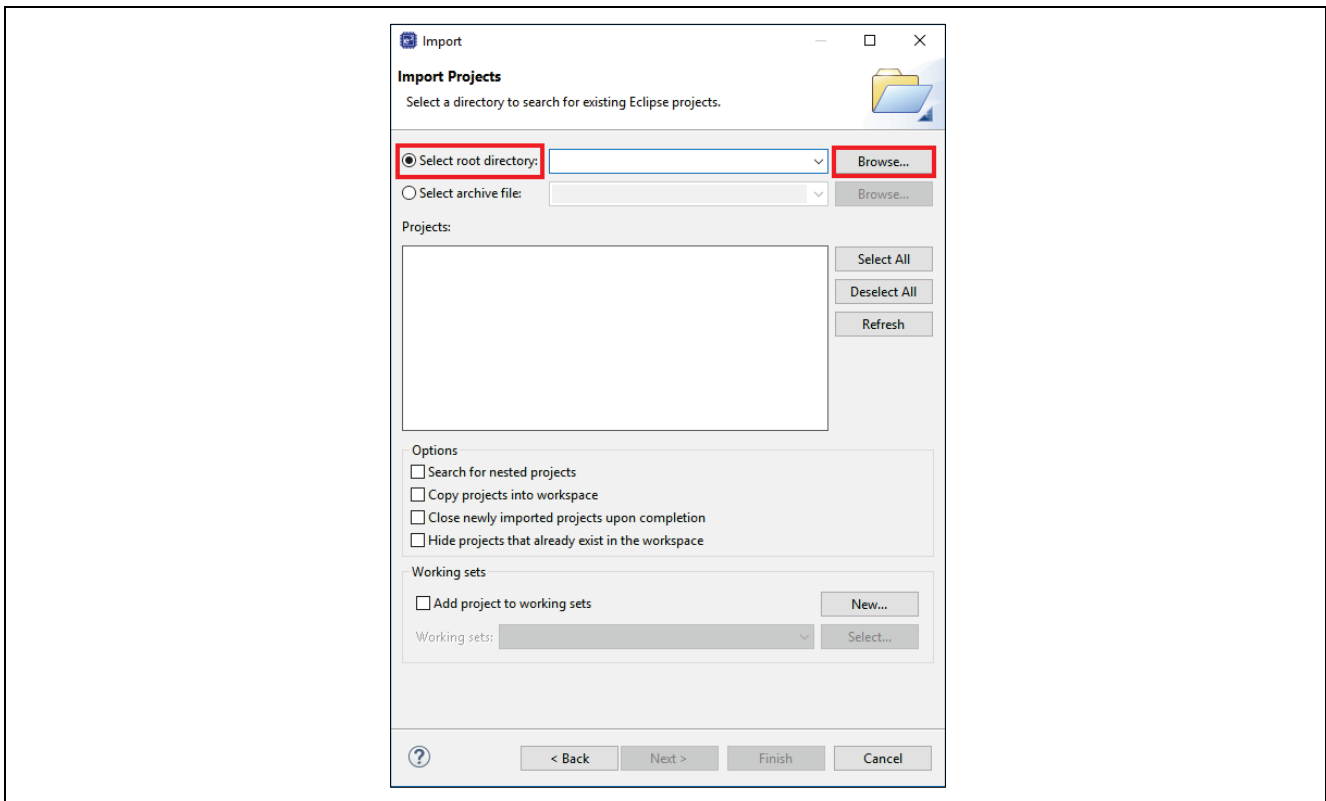 Import
Import Projects
Select a directory to search for existing Eclipse projects.
Select root directory: Browse...
Select archive file: Browse...
Projects:
Select All
Deselect All
Refresh
Options
Search for nested projects
Copy projects into workspace
Close newly imported projects upon completion
Hide projects that already exist in the workspace
Working sets
Add project to working sets New...
Working sets: Select...
? < Back Next > Finish Cancel